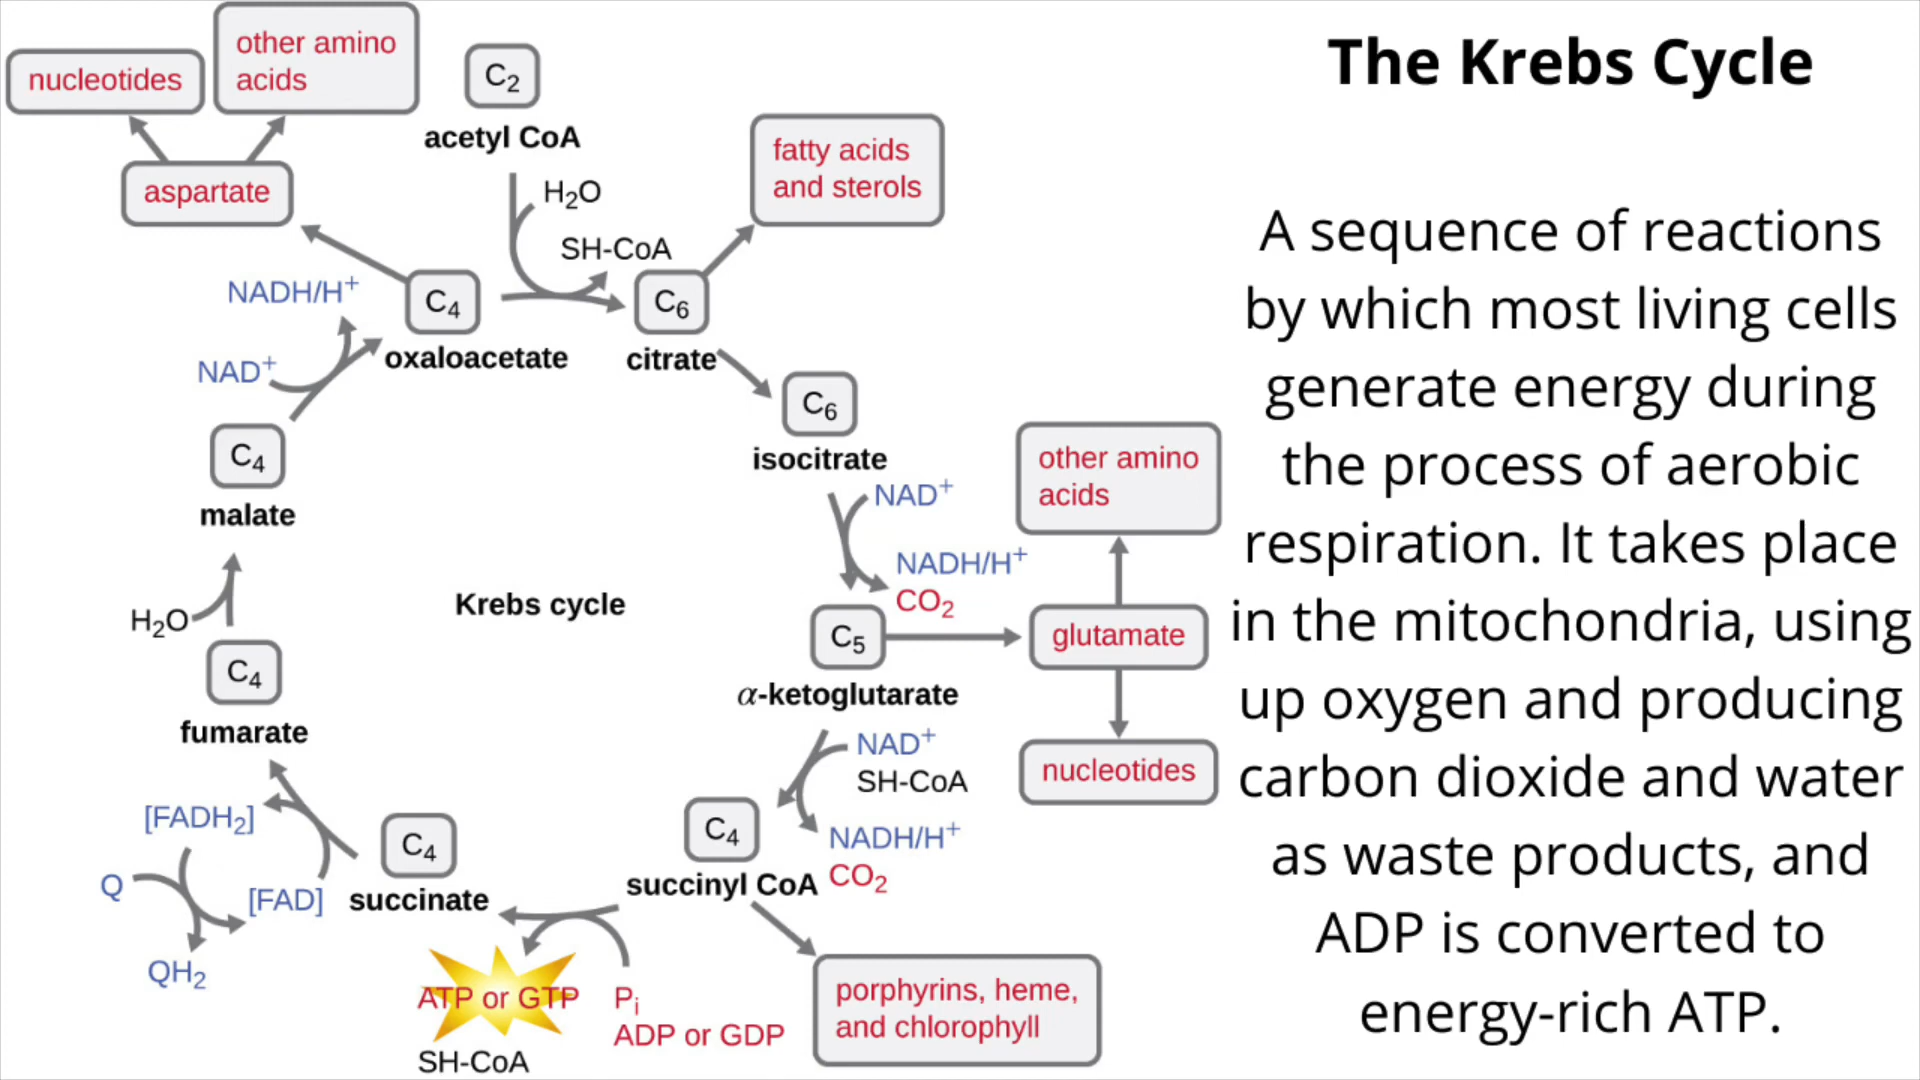 The Krebs Cycle
A sequence of reactions
by which most living cells
generate energy during
the process of aerobic
respiration. It takes place
in the mitochondria, using
up oxygen and producing
carbon dioxide and water
as waste products, and
ADP is converted to
energy-rich ATP.
nucleotides
other amino
acids
aspartate
C₂
acetyl CoA
H₂O
SH-CoA
fatty acids
and sterols
NADH/H⁺
NAD⁺
C₄
oxaloacetate
C₆
citrate
C₆
isocitrate
NAD⁺
NADH/H⁺
CO₂
other amino
acids
C₅
α-ketoglutarate
glutamate
nucleotides
NAD⁺
SH-CoA
NADH/H⁺
CO₂
C₄
succinyl CoA
porphyrins, heme,
and chlorophyll
Pᵢ
ADP or GDP
ATP or GTP
SH-CoA
C₄
succinate
[FADH₂]
[FAD]
Q
QH₂
C₄
fumarate
H₂O
C₄
malate
Krebs cycle